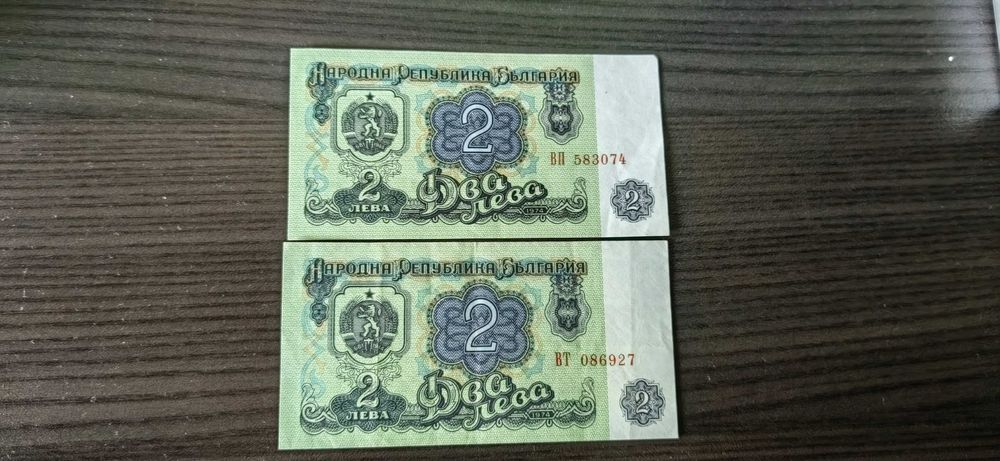 НАРОДНА РЕПУБЛИКА БЪЛГАРИЯ
2
ВП 583074
2
ЛЕВА
ДВА
ЛЕВА
1974
2
НАРОДНА РЕПУБЛИКА БЪЛГАРИЯ
2
ВТ 086927
2
ЛЕВА
ДВА
ЛЕВА
1974
2